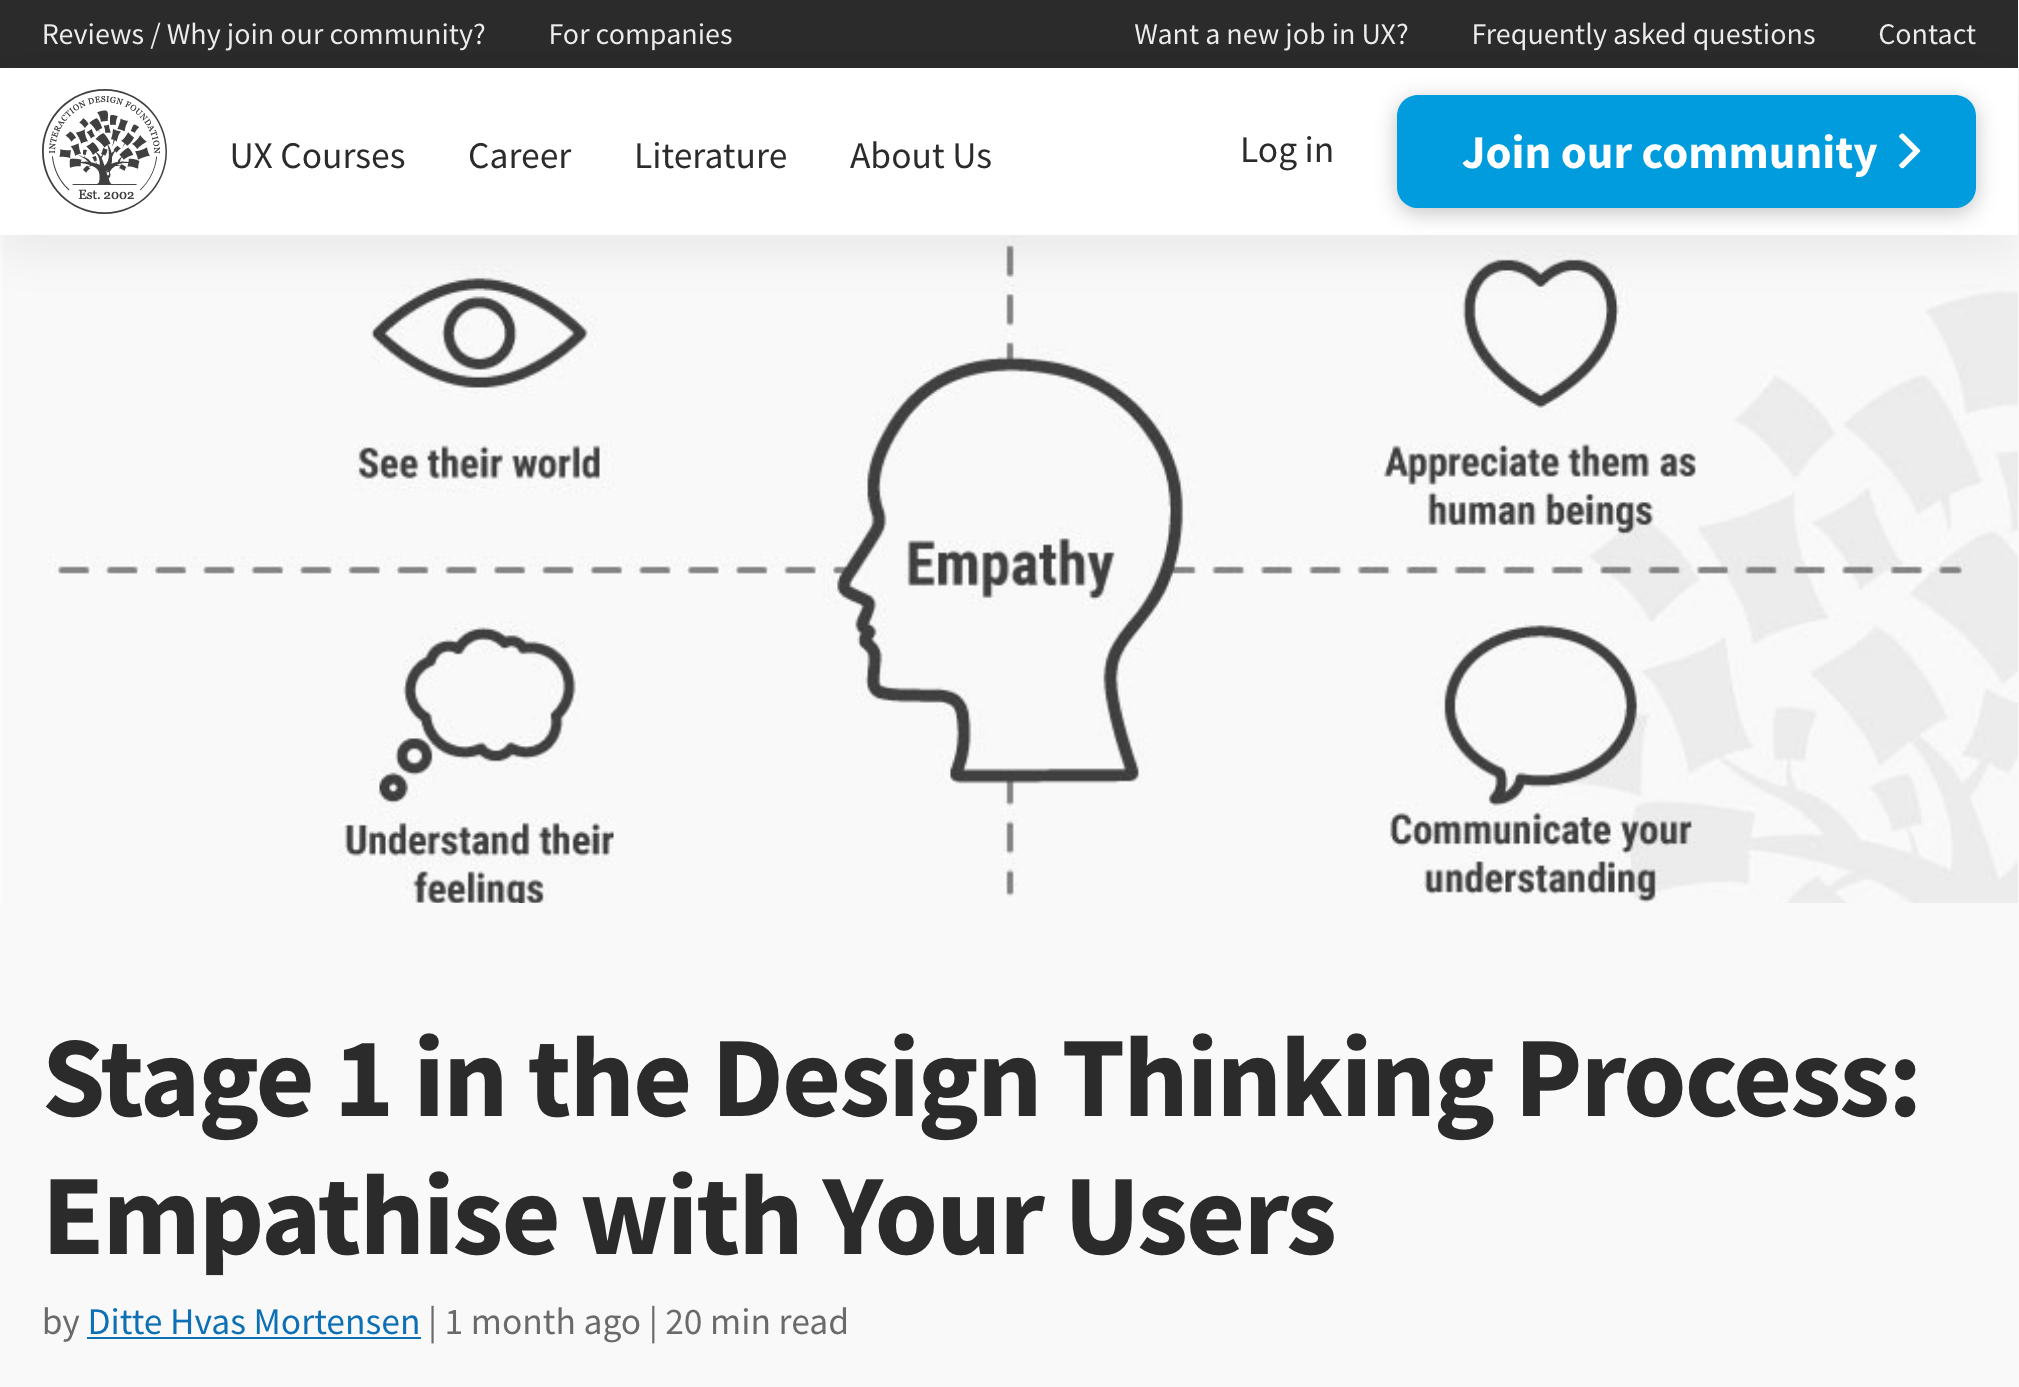 Reviews / Why join our community?
For companies
Want a new job in UX?
Frequently asked questions
Contact
INTERACTION DESIGN FOUNDATION
Est. 2002
UX Courses
Career
Literature
About Us
Log in
Join our community
See their world
Appreciate them as
human beings
Empathy
Understand their
feelings
Communicate your
understanding
Stage 1 in the Design Thinking Process:
Empathise with Your Users
by Ditte Hvas Mortensen | 1 month ago | 20 min read